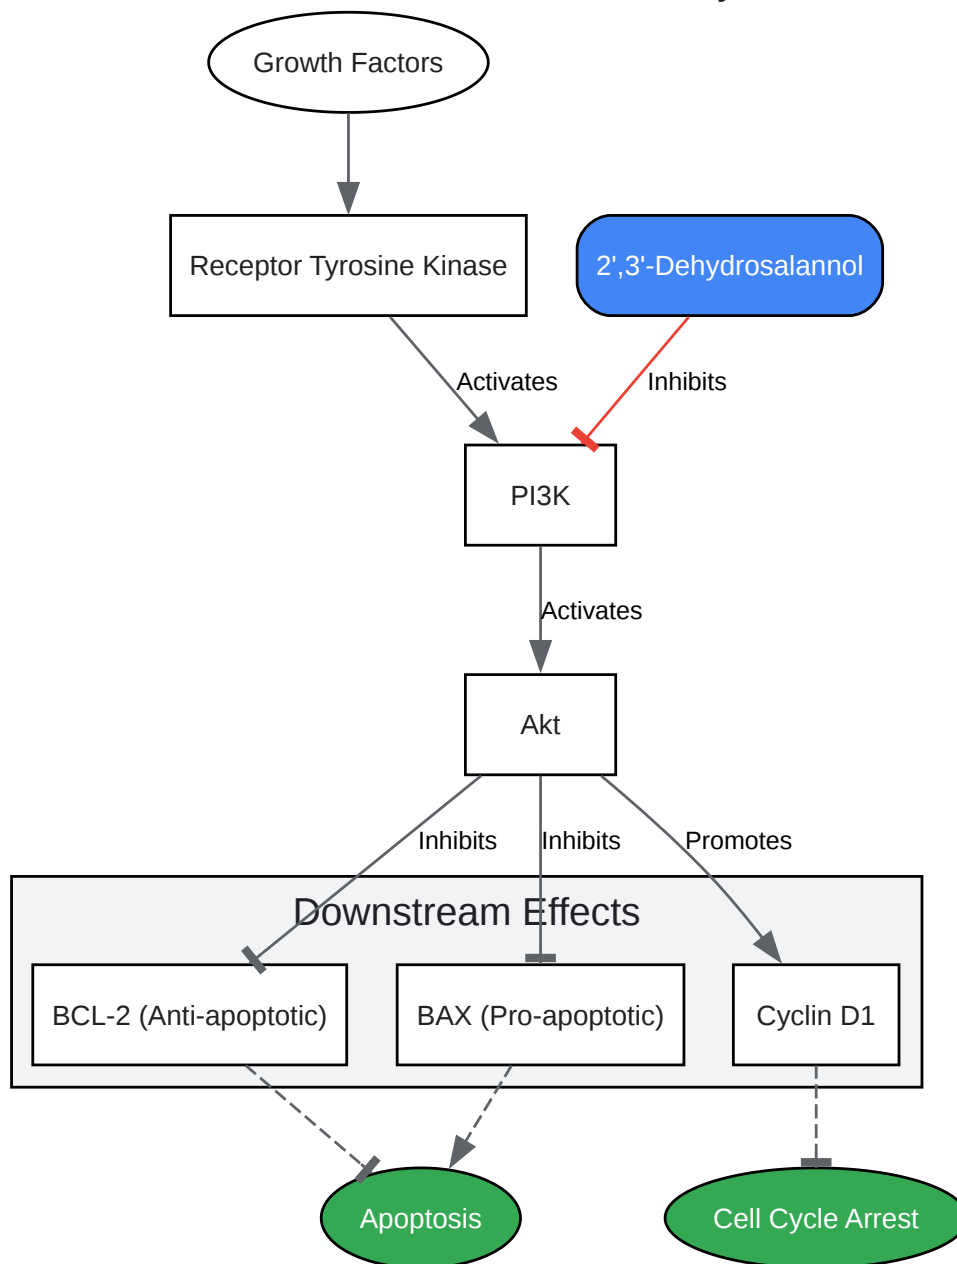 Growth Factors
Receptor Tyrosine Kinase
2',3'-Dehydrosalannol
Activates
Inhibits
PI3K
Activates
Akt
Inhibits
Inhibits
Promotes
Downstream Effects
BCL-2 (Anti-apoptotic)
BAX (Pro-apoptotic)
Cyclin D1
Apoptosis
Cell Cycle Arrest